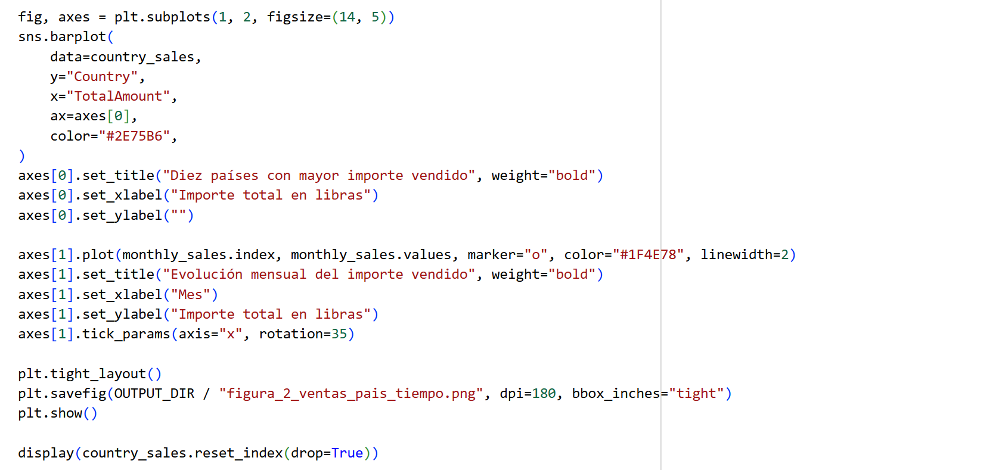 fig, axes = plt.subplots(1, 2, figsize=(14, 5))
sns.barplot(
    data=country_sales,
    y="Country",
    x="TotalAmount",
    ax=axes[0],
    color="#2E75B6",
)
axes[0].set_title("Diez países con mayor importe vendido", weight="bold")
axes[0].set_xlabel("Importe total en libras")
axes[0].set_ylabel("")

axes[1].plot(monthly_sales.index, monthly_sales.values, marker="o", color="#1F4E78", linewidth=2)
axes[1].set_title("Evolución mensual del importe vendido", weight="bold")
axes[1].set_xlabel("Mes")
axes[1].set_ylabel("Importe total en libras")
axes[1].tick_params(axis="x", rotation=35)

plt.tight_layout()
plt.savefig(OUTPUT_DIR / "figura_2_ventas_pais_tiempo.png", dpi=180, bbox_inches="tight")
plt.show()

display(country_sales.reset_index(drop=True))